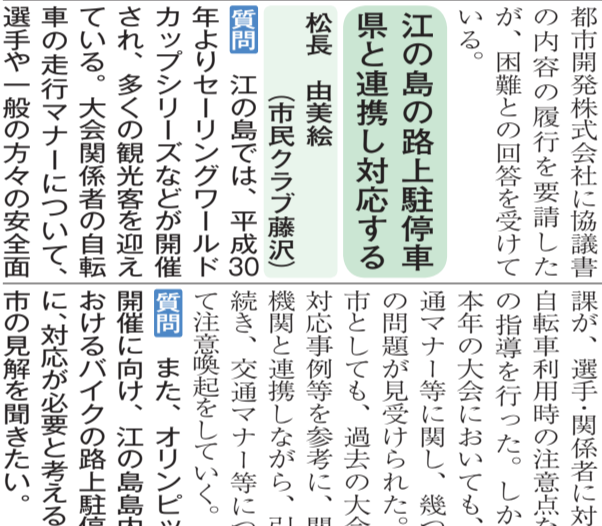 都市開発株式会社に協議書
の内容の履行を要請した
が、困難との回答を受けて
いる。
江の島の路上駐停車
県と連携し対応する
松長 由美絵
(市民クラブ藤沢)
質問 江の島では、平成30
年よりセーリングワールド
カップシリーズなどが開催
され、多くの観光客を迎え
ている。大会関係者の自転
車の走行マナーについて、
選手や一般の方々の安全面
課が、選手・関係者に対
自転車利用時の注意点
の指導を行った。しか
本年の大会においても、
通マナー等に関し、幾
の問題が見受けられた。
市としても、過去の大会
対応事例等を参考に、関
機関と連携しながら、引
続き、交通マナー等につ
て注意喚起をしていく。
質問 また、オリンピッ
開催に向け、江の島島内
おけるバイクの路上駐停
に、対応が必要と考える
市の見解を聞きたい。